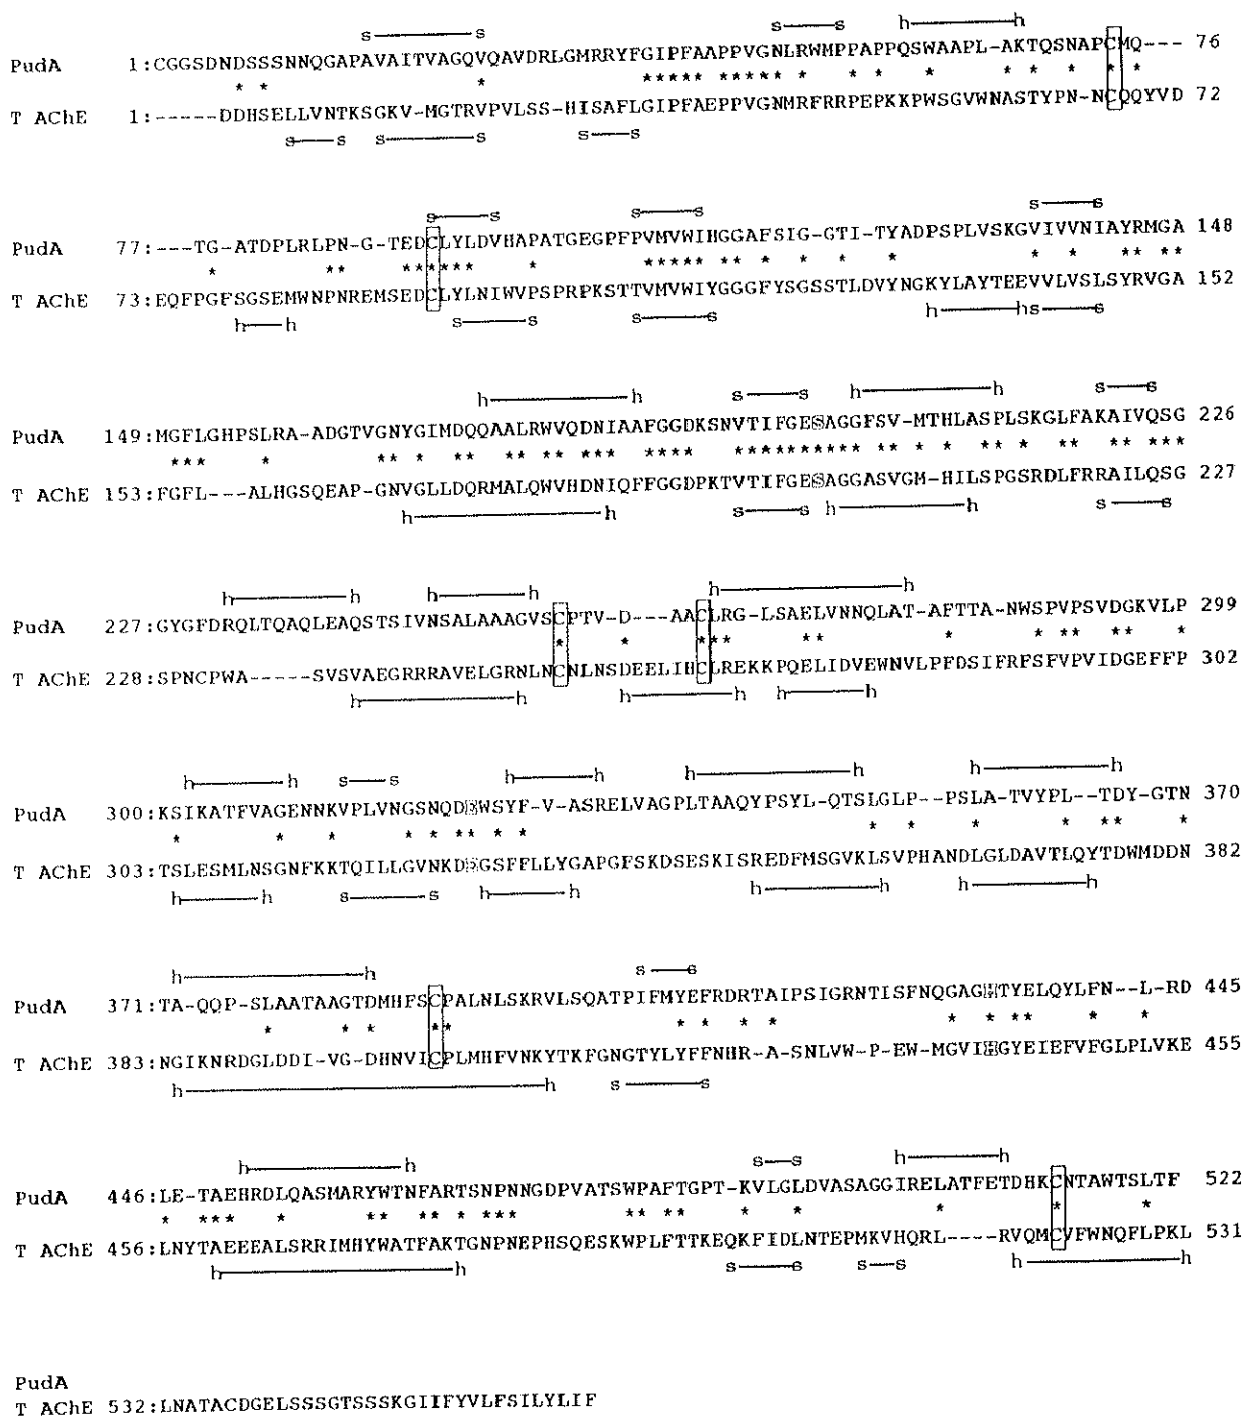 s s s s h h
PudA 1:CGGSDNDSSSNNQGAPAVAITVAGQVQAVDRLGMRRYFGIPFAAPPVGNLRWMPPAPPQSWAAPL-AKTQSNAPCMQ--- 76
* * * ***** ***** * * * * * * * * *
T AChE 1:-----DDHSELLVNTKSGKV-MGTRVPVLSS-HISAFLGIPFAEPPVGNMRFRRPEPKKPWSGVWNASTYPN-NCQQYVD 72
s s s s s s
s s s s s s
PudA 77:---TG-ATDPLRLPN-G-TEDCLYLDVHAPATGEGPFPVMVWIHGGAFSIG-GTI-TYADPSPLVSKGVIVVNIAYRMGA 148
* ** ***** * ***** ** * * * * * * ** **
T AChE 73:EQFPGFSGSEMWNPNREMSEDCLYLNIWVPSPRPKSTTVMVWIYGGGFYSGSSTLDVYNGKYLAYTEEVVLVSLSYRVGA 152
h h s s s s h hs s
h h s s h h s s
PudA 149:MGFLGHPSLRA-ADGTVGNYGIMDQQAALRWVQDNIAAFGGDKSNVTIFGESAGGFSV-MTHLASPLSKGLFAKAIVQSG 226
*** * ** * ** ** ** *** **** *********** ** * * ** * ** * ****
T AChE 153:FGFL---ALHGSQEAP-GNVGLLDQRMALQWVHDNIQFFGGDPKTVTIFGESAGGASVGM-HILSPGSRDLFRRAILQSG 227
h h s s h h s s
h h h h h h
PudA 227:GYGFDRQLTQAQLEAQSTSIVNSALAAAGVSCPTV-D---AACLRG-LSAELVNNQLAT-AFTTA-NWSPVPSVDGKVLP 299
* * *** ** * * ** ** *
T AChE 228:SPNCPWA-----SVSVAEGRRRAVELGRNLNCNLNSDEELIHCLREKKPQELIDVEWNVLPFDSIFRFSFVPVIDGEFFP 302
h h h h h h
h h s s h h h h h h
PudA 300:KSIKATFVAGENNKVPLVNGSNQDEWSYF-V-ASRELVAGPLTAAQYPSYL-QTSLGLP--PSLA-TVYPL--TDY-GTN 370
* * * * * ** * * * * * * ** *
T AChE 303:TSLESMLNSGNFKKTQILLGVNKDEGSFFLLYGAPGFSKDSESKISREDFMSGVKLSVPHANDLGLDAVTLQYTDWMDDN 382
h h s s h h h h h h
h h s s
PudA 371:TA-QQP-SLAATAAGTDMHFSCPALNLSKRVLSQATPIFMYEFRDRTAIPSIGRNTISFNQGAGHTYELQYLFN--L-RD 445
* * * ** * * * * * * ** * *
T AChE 383:NGIKNRDGLDDI-VG-DHNVICPLMHFVNKYTKFGNGTYLYFFNHR-A-SNLVW-P-EW-MGVIHGYEIEFVFGLPLVKE 455
h h s s
h h s s h h
PudA 446:LE-TAEHRDLQASMARYWTNFARTSNPNNGDPVATSWPAFTGPT-KVLGLDVASAGGIRELATFETDHKCNTAWTSLTF 522
* *** * ** ** * *** ** ** * * * * *
T AChE 456:LNYTAEEEALSRRIMHYWATFAKTGNPNEPHSQESKWPLFTTKEQKFIDLNTEPMKVHQRL----RVQMCVFWNQFLPKL 531
h h s s s s h h
PudA
T AChE 532:LNATACDGELSSSGTSSSKGIIFYVLFSILYLIF